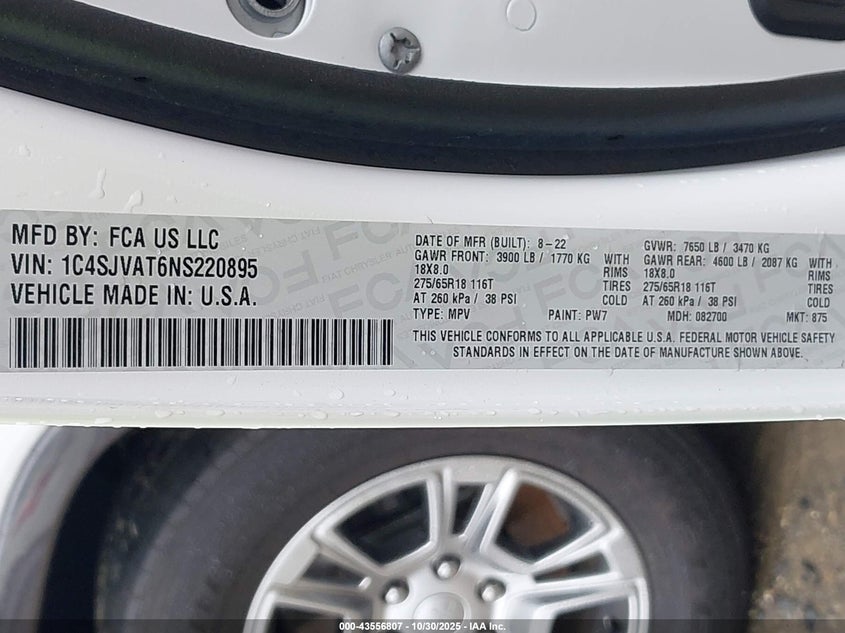 MFD BY: FCA US LLC
VIN: 1C4SJVAT6NS220895
VEHICLE MADE IN: U.S.A.
DATE OF MFR (BUILT): 8-22 GVWR: 7650 LB / 3470 KG
GAWR FRONT: 3900 LB / 1770 KG GAWR REAR: 4600 LB / 2087 KG
18X8.0 RIMS 18X8.0 RIMS
275/65R18 116T TIRES 275/65R18 116T TIRES
AT 260 kPa / 38 PSI COLD AT 260 kPa / 38 PSI COLD
TYPE: MPV PAINT: PW7 MDH: 082700 MKT: 875
THIS VEHICLE CONFORMS TO ALL APPLICABLE U.S.A. FEDERAL MOTOR VEHICLE SAFETY
STANDARDS IN EFFECT ON THE DATE OF MANUFACTURE SHOWN ABOVE.
000-43556807 - 10/30/2025 - IAA Inc.